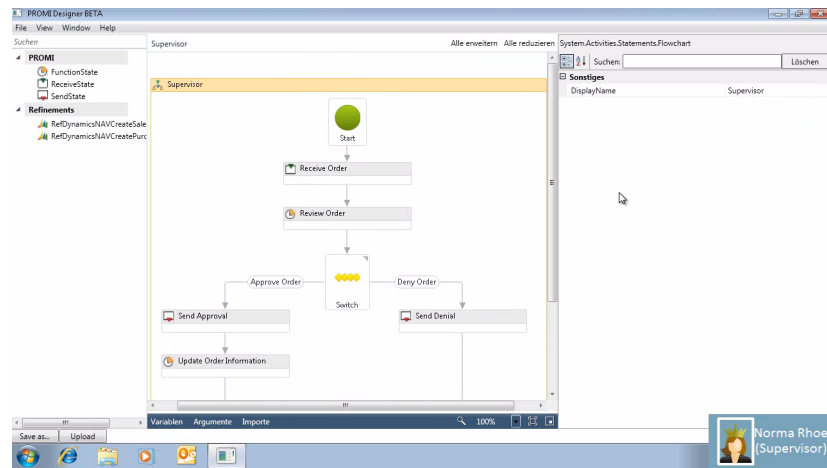 PROMI Designer BETA
File View Window Help
Suchen
PROMI
FunctionState
ReceiveState
SendState
Refinements
RefDynamicsNAVCreateSale
RefDynamicsNAVCreatePurc
Supervisor
Alle erweitern Alle reduzieren
Supervisor
Start
Receive Order
Review Order
Approve Order
Deny Order
Switch
Send Approval
Send Denial
Update Order Information
Variablen Argumente Importe
100%
System.Activities.Statements.Flowchart
Suchen:
Löschen
Sonstiges
DisplayName Supervisor
Save as... Upload
Norma Rhoe
(Supervisor)